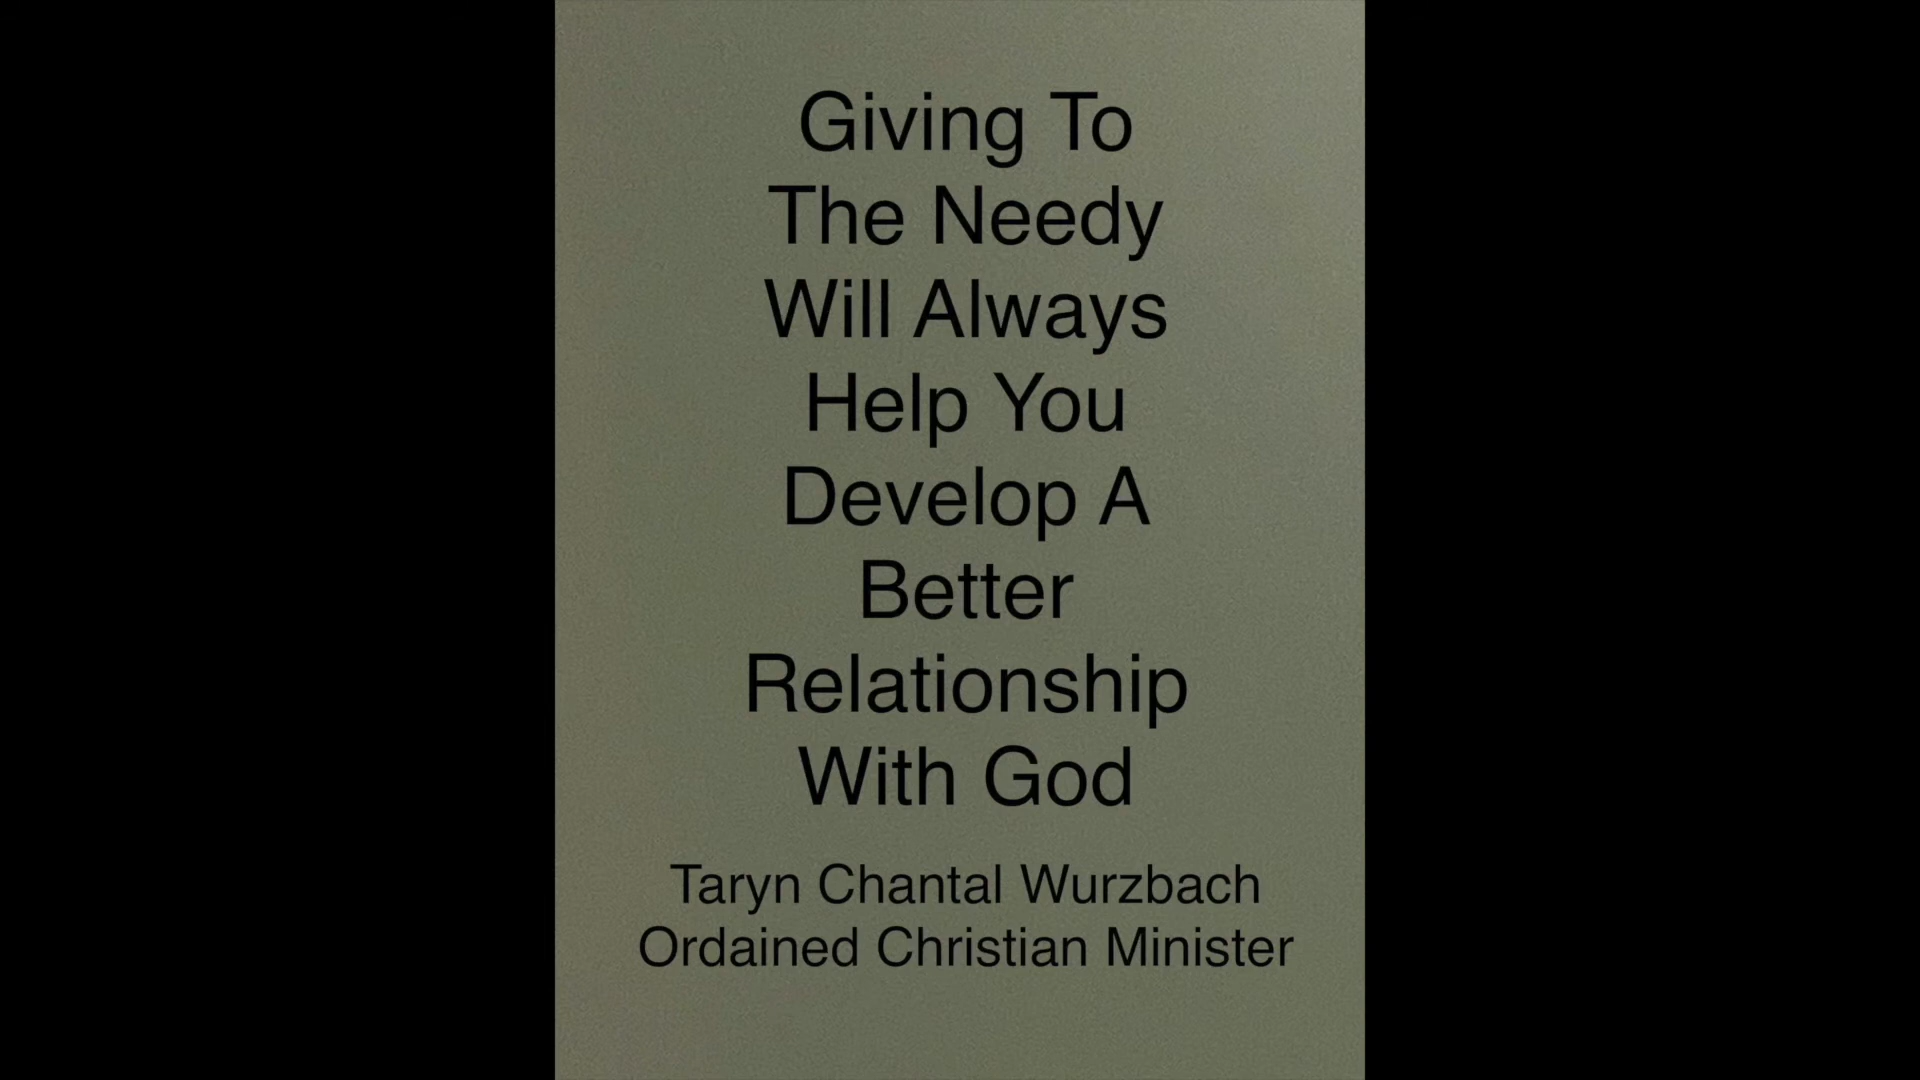 Giving To
The Needy
Will Always
Help You
Develop A
Better
Relationship
With God
Taryn Chantal Wurzbach
Ordained Christian Minister